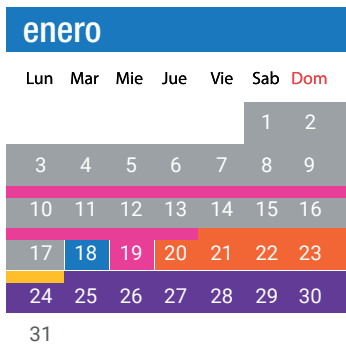 enero
Lun Mar Mie Jue Vie Sab Dom
1 2
3 4 5 6 7 8 9
10 11 12 13 14 15 16
17 18 19 20 21 22 23
24 25 26 27 28 29 30
31